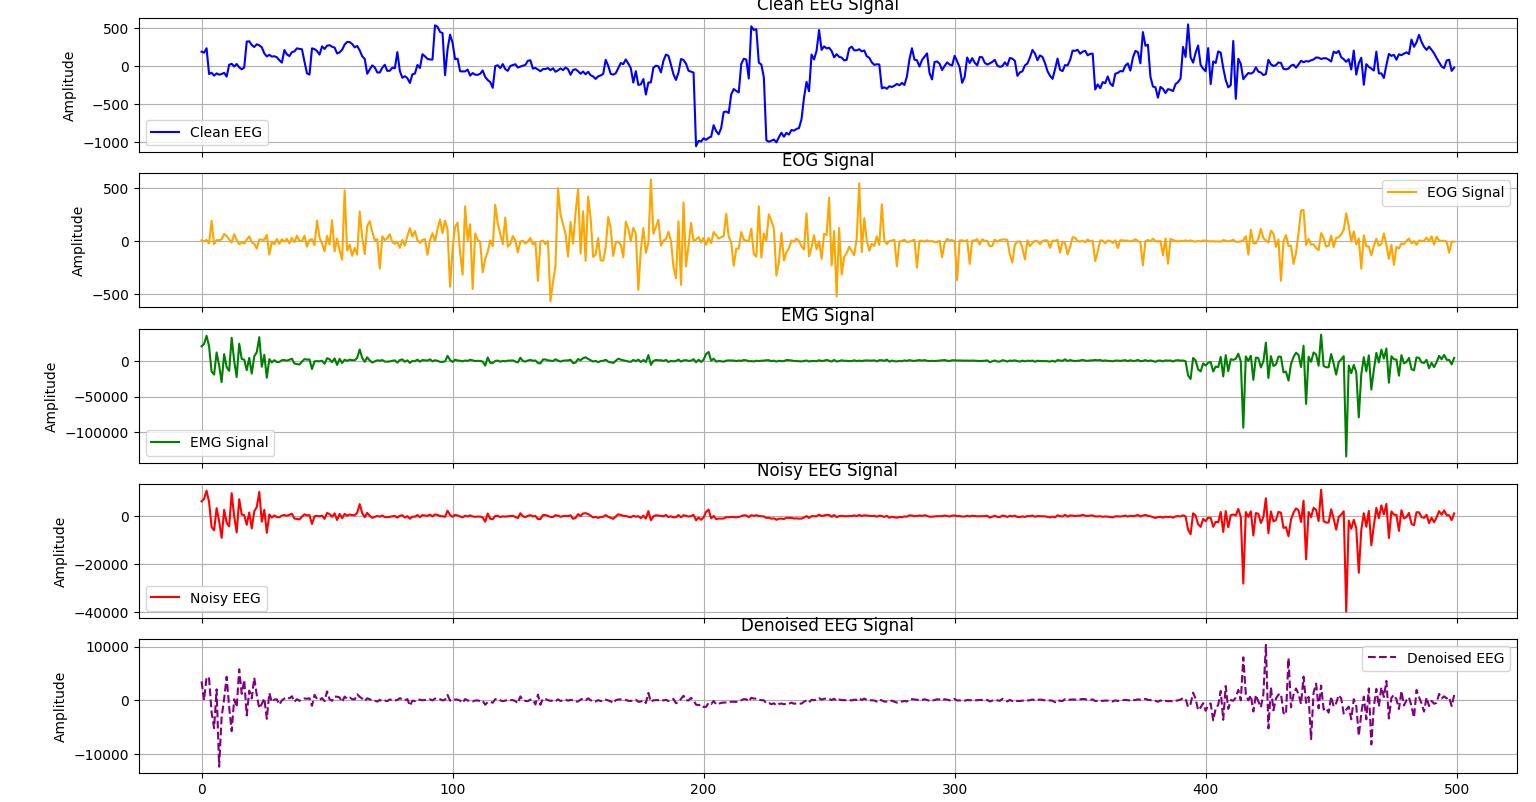 Clean EEG Signal
500
0
−500
−1000
Amplitude
Clean EEG
EOG Signal
500
0
−500
Amplitude
EOG Signal
EMG Signal
0
−50000
−100000
Amplitude
EMG Signal
Noisy EEG Signal
0
−20000
−40000
Amplitude
Noisy EEG
Denoised EEG Signal
10000
0
−10000
Amplitude
Denoised EEG
0 100 200 300 400 500